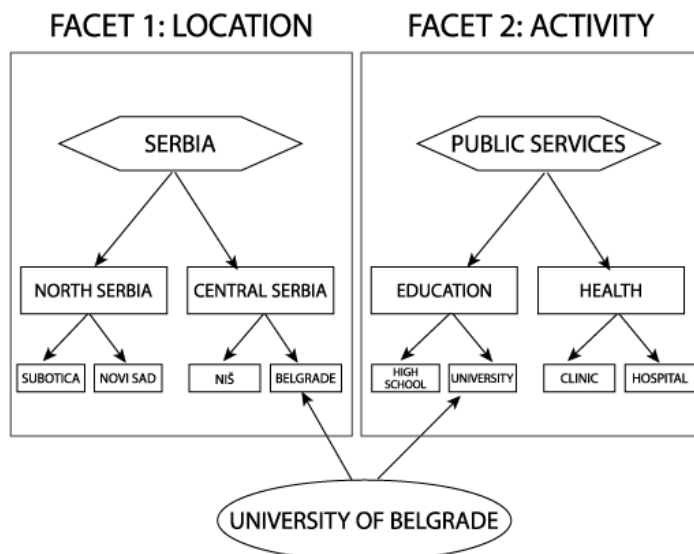 FACET 1: LOCATION
FACET 2: ACTIVITY
SERBIA
PUBLIC SERVICES
NORTH SERBIA
CENTRAL SERBIA
EDUCATION
HEALTH
SUBOTICA
NOVI SAD
NIŠ
BELGRADE
HIGH
SCHOOL
UNIVERSITY
CLINIC
HOSPITAL
UNIVERSITY OF BELGRADE